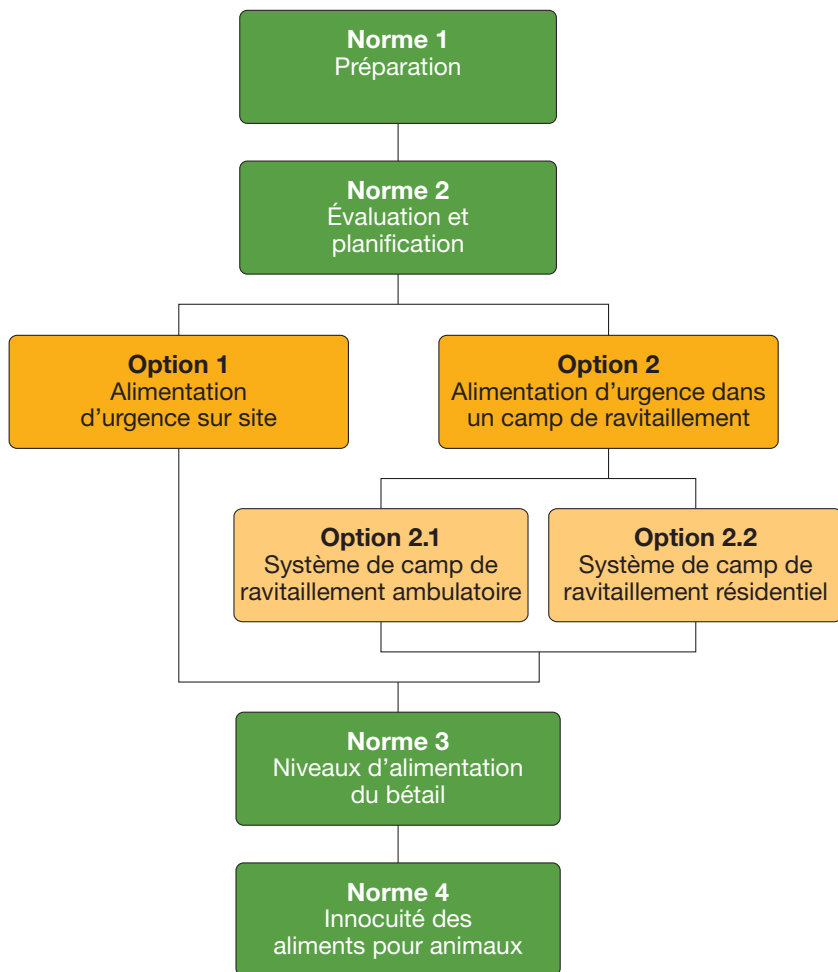 Norme 1
Préparation
Norme 2
Évaluation et
planification
Option 1
Alimentation
d’urgence sur site
Option 2
Alimentation d’urgence dans
un camp de ravitaillement
Option 2.1
Système de camp de
ravitaillement ambulatoire
Option 2.2
Système de camp de
ravitaillement résidentiel
Norme 3
Niveaux d’alimentation
du bétail
Norme 4
Innocuité des
aliments pour animaux